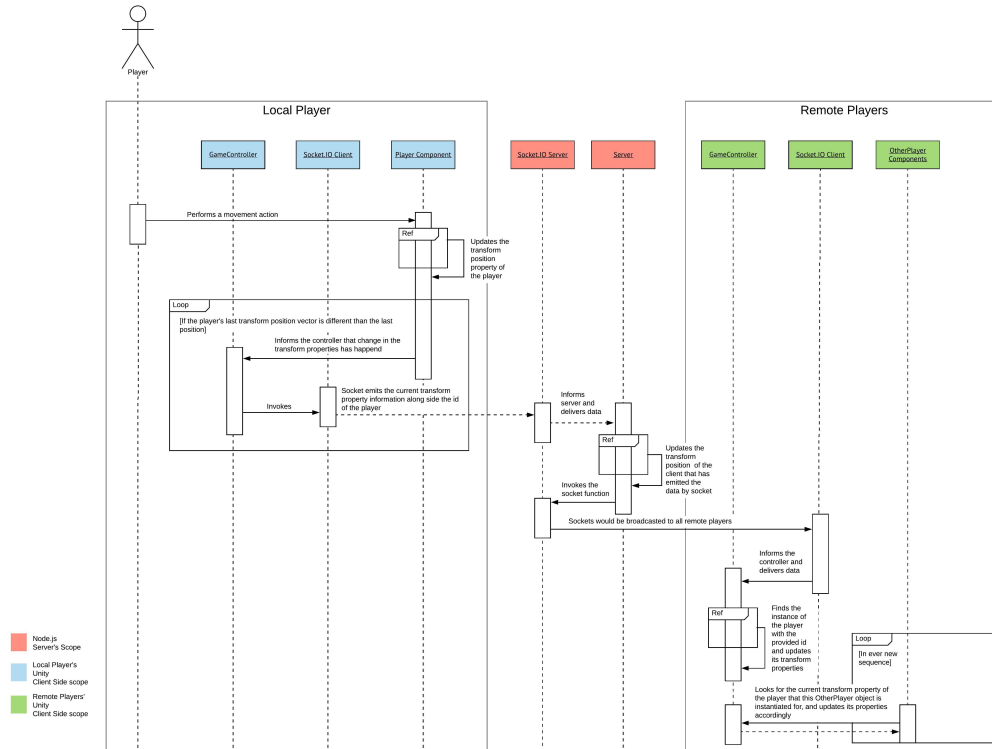 Player
Local Player
Remote Players
GameController
Socket.IO Client
Player Component
Socket.IO Server
Server
GameController
Socket.IO Client
OtherPlayer
Components
Performs a movement action
Ref
Updates the
transform
position
property of
the player
Loop
[If the player's last transform position vector is different than the last
position]
Informs the controller that change in the
transform properties has happend
Invokes
Socket emits the current transform
property information along side the id
of the player
Informs
server and
delivers data
Ref
Updates the
transform
position of the
client that has
emitted the
data by socket
Invokes the
socket function
Sockets would be broadcasted to all remote players
Informs the
controller and
delivers data
Ref
Finds the
instance of
the player
with the
provided id
and updates
its transform
properties
Loop
[In ever new
sequence]
Looks for the current transform property of
the player that this OtherPlayer object is
instantiated for, and updates its properties
accordingly
Node.js
Server's Scope
Local Player's
Unity
Client Side scope
Remote Players'
Unity
Client Side scope